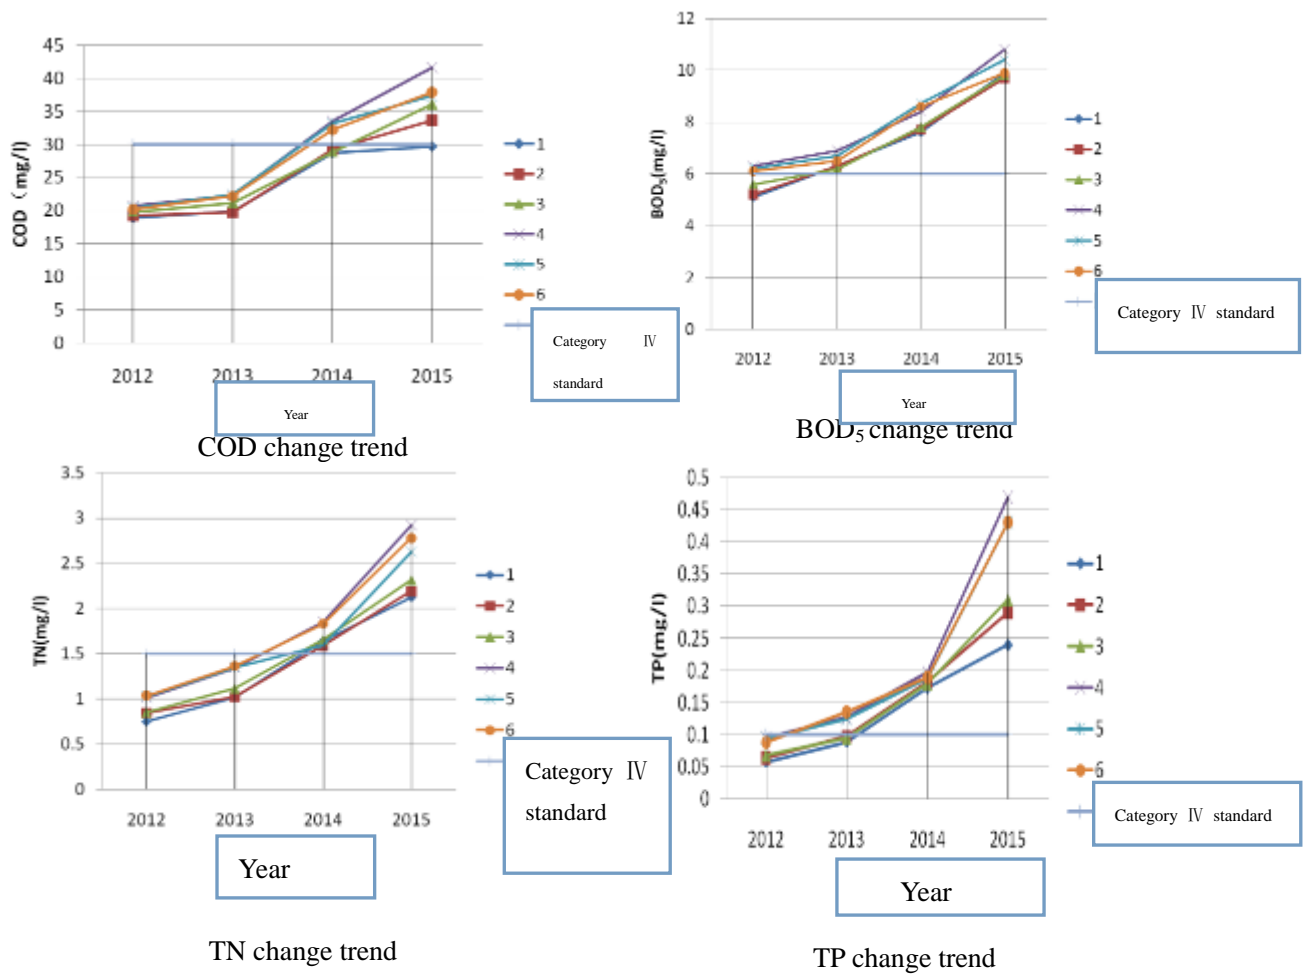 45
40
35
30
25
20
15
10
5
0
COD（mg/l)
2012 2013 2014 2015
1
2
3
4
5
6
Category Ⅳ
standard
Year
COD change trend
12
10
8
6
4
2
0
BOD₅(mg/l)
2012 2013 2014 2015
1
2
3
4
5
6
Category Ⅳ standard
Year
BOD₅ change trend
3.5
3
2.5
2
1.5
1
0.5
0
TN(mg/l)
2012 2013 2014 2015
1
2
3
4
5
6
Category Ⅳ
standard
Year
TN change trend
0.5
0.45
0.4
0.35
0.3
0.25
0.2
0.15
0.1
0.05
0
TP(mg/l)
2012 2013 2014 2015
1
2
3
4
5
6
Category Ⅳ standard
Year
TP change trend